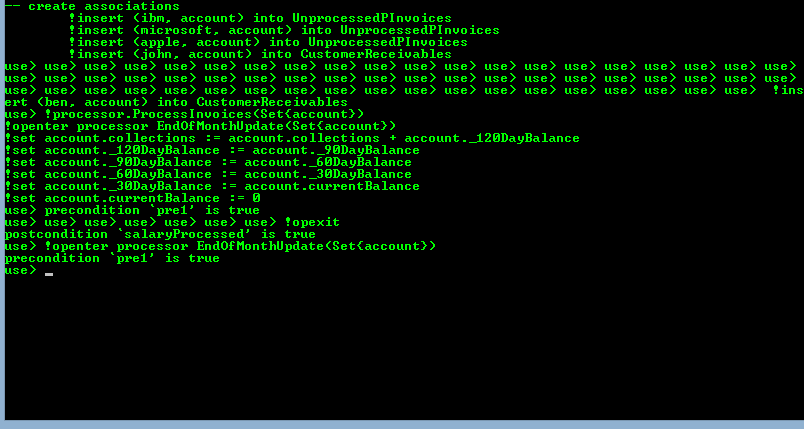 -- create associations
!insert (ibm, account) into UnprocessedPInvoices
!insert (microsoft, account) into UnprocessedPInvoices
!insert (apple, account) into UnprocessedPInvoices
!insert (john, account) into CustomerReceivables
use> use> use> use> use> use> use> use> use> use> use> use> use> use> use> use> use> use> use> use>
use> use> use> use> use> use> use> use> use> use> use> use> use> use> use> use> use> use> use> use>
use> use> use> use> use> use> use> use> use> use> use> use> use> use> use> use> use> use> use>  !ins
ert (ben, account) into CustomerReceivables
use> !processor.ProcessInvoices(Set{account})
!openter processor EndOfMonthUpdate(Set{account})
!set account.collections := account.collections + account._120DayBalance
!set account._120DayBalance := account._90DayBalance
!set account._90DayBalance := account._60DayBalance
!set account._60DayBalance := account._30DayBalance
!set account._30DayBalance := account.currentBalance
!set account.currentBalance := 0
use> precondition `pre1' is true
use> use> use> use> use> use> use> !opexit
postcondition `salaryProcessed' is true
use> !openter processor EndOfMonthUpdate(Set{account})
precondition `pre1' is true
use> _